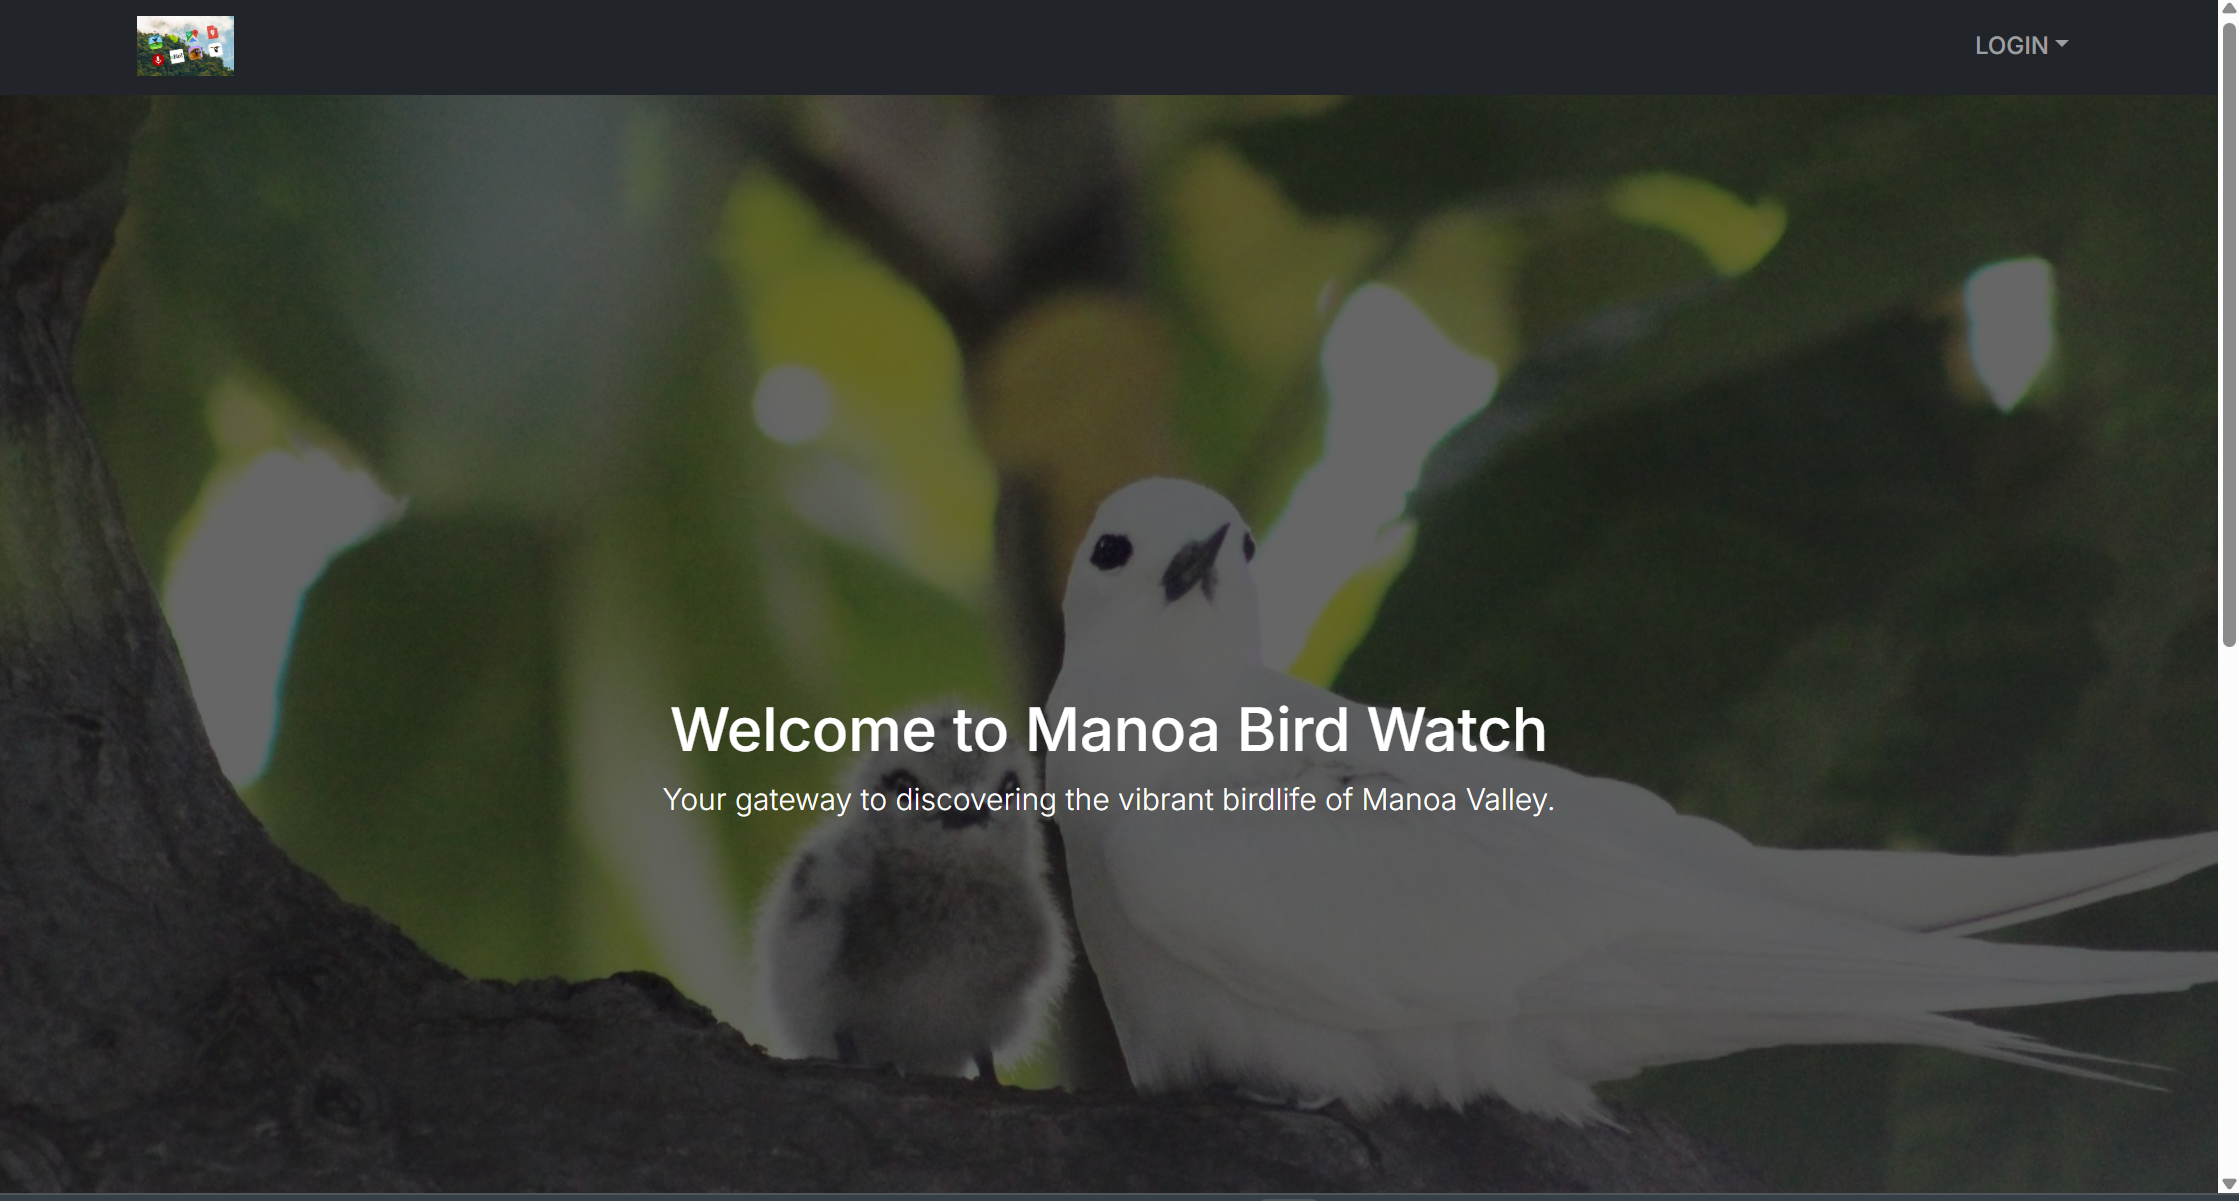 LOGIN
Welcome to Manoa Bird Watch
Your gateway to discovering the vibrant birdlife of Manoa Valley.